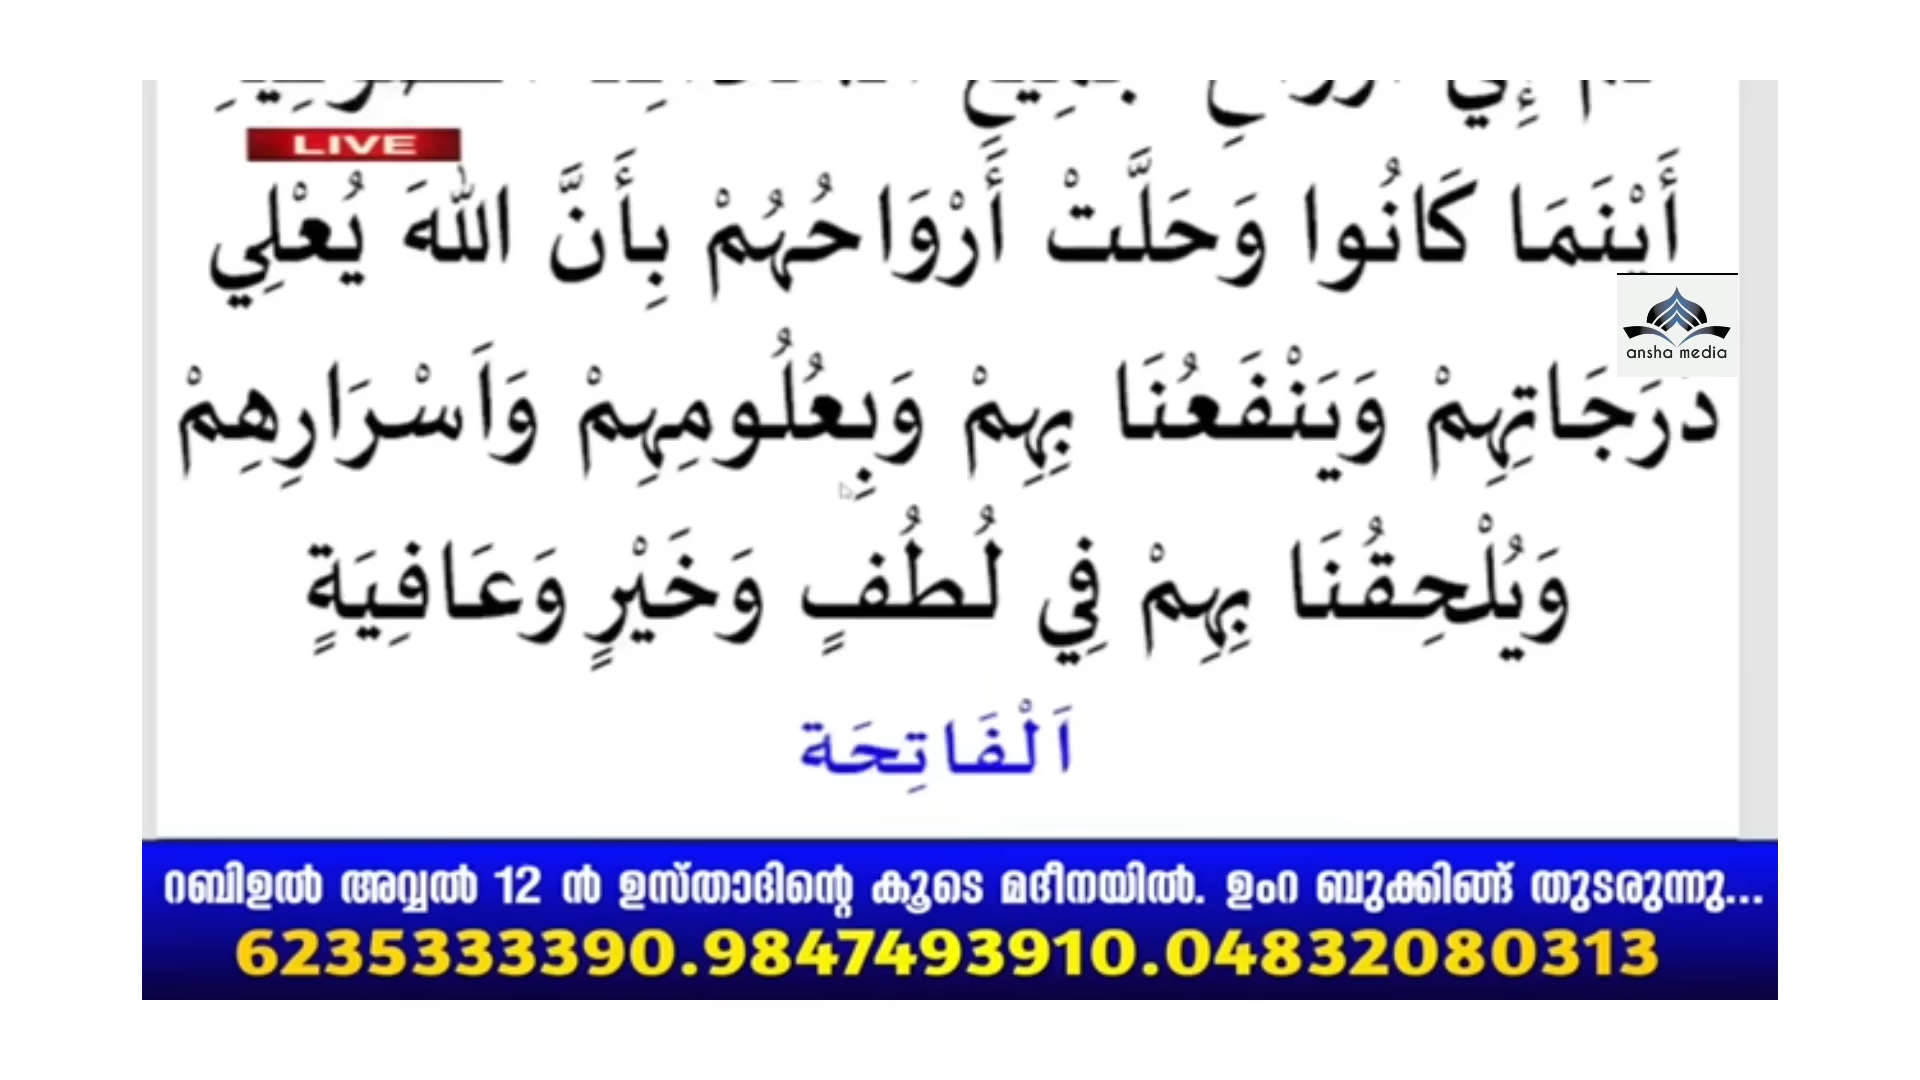 LIVE
أَيْنَمَا كَانُوا وَحَلَّتْ أَرْوَاحُهُمْ بِأَنَّ اللهَ يُعْلِي
ansha media
دَرَجَاتِهِمْ وَيَنْفَعُنَا بِهِمْ وَبِعُلُومِهِمْ وَاَسْرَارِهِمْ
وَيُلْحِقُنَا بِهِمْ فِي لُطُفٍ وَخَيْرٍ وَعَافِيَةٍ
اَلْفَاتِحَة
റബിഉൽ അവ്വൽ 12 ൻ ഉസ്താദിന്റെ കൂടെ മദീനയിൽ. ഉംറ ബുക്കിങ്ങ് തുടരുന്നു...
6235333390.9847493910.04832080313